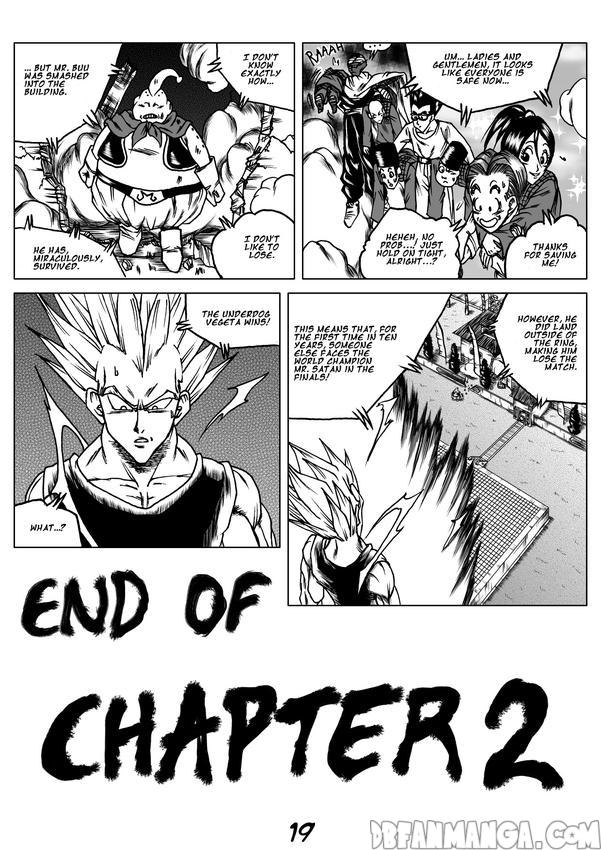 ...
UM... LADIES AND
GENTLEMEN, IT LOOKS
LIKE EVERYONE IS
SAFE NOW...
RAAAH
THANKS
FOR SAVING
ME!
HEHEH, NO
PROB...! JUST
HOLD ON TIGHT,
ALRIGHT...?
I DON'T
KNOW
EXACTLY
HOW...
... BUT MR. BUU
WAS SMASHED
INTO THE
BUILDING.
I DON'T
LIKE TO
LOSE.
HE HAS,
MIRACULOUSLY,
SURVIVED.
HOWEVER, HE
DID LAND
OUTSIDE OF
THE RING,
MAKING HIM
LOSE THE
MATCH.
THIS MEANS THAT, FOR
THE FIRST TIME IN TEN
YEARS, SOMEONE
ELSE FACES THE
WORLD CHAMPION
MR. SATAN IN THE
FINALS!
THE UNDERDOG
VEGETA WINS!
WHAT...?
END OF
CHAPTER 2
19
DBFANMANGA.COM